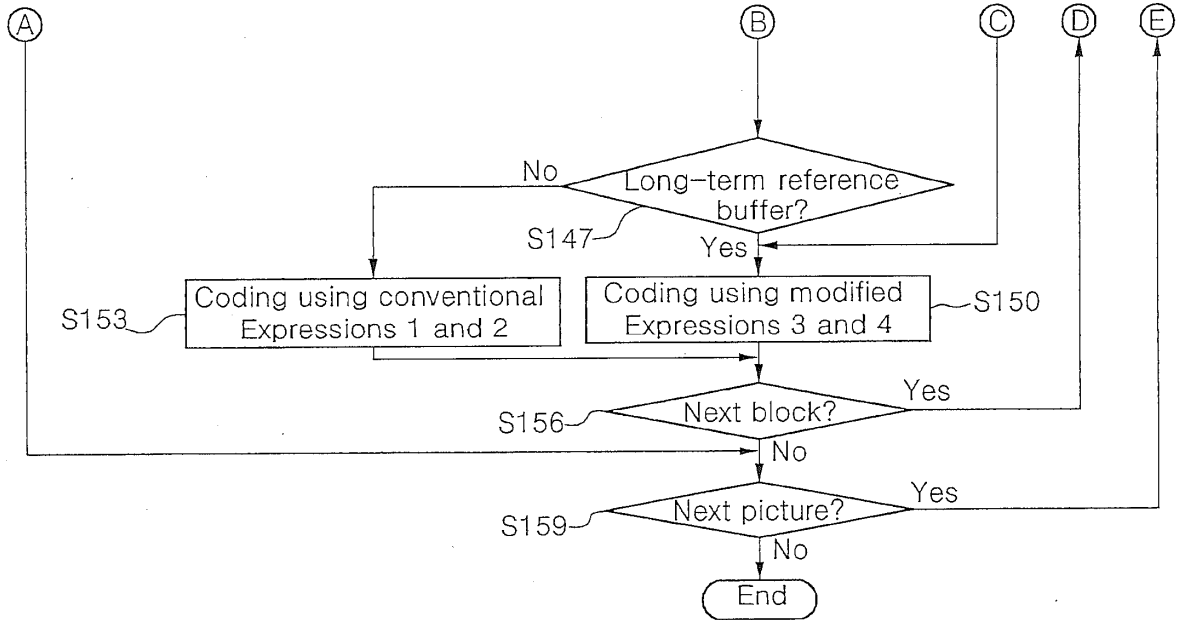 A
B
C
D
E
No
Long-term reference
buffer?
S147
Yes
Coding using conventional
Expressions 1 and 2
S153
Coding using modified
Expressions 3 and 4
S150
Yes
Next block?
S156
No
Yes
Next picture?
S159
No
End